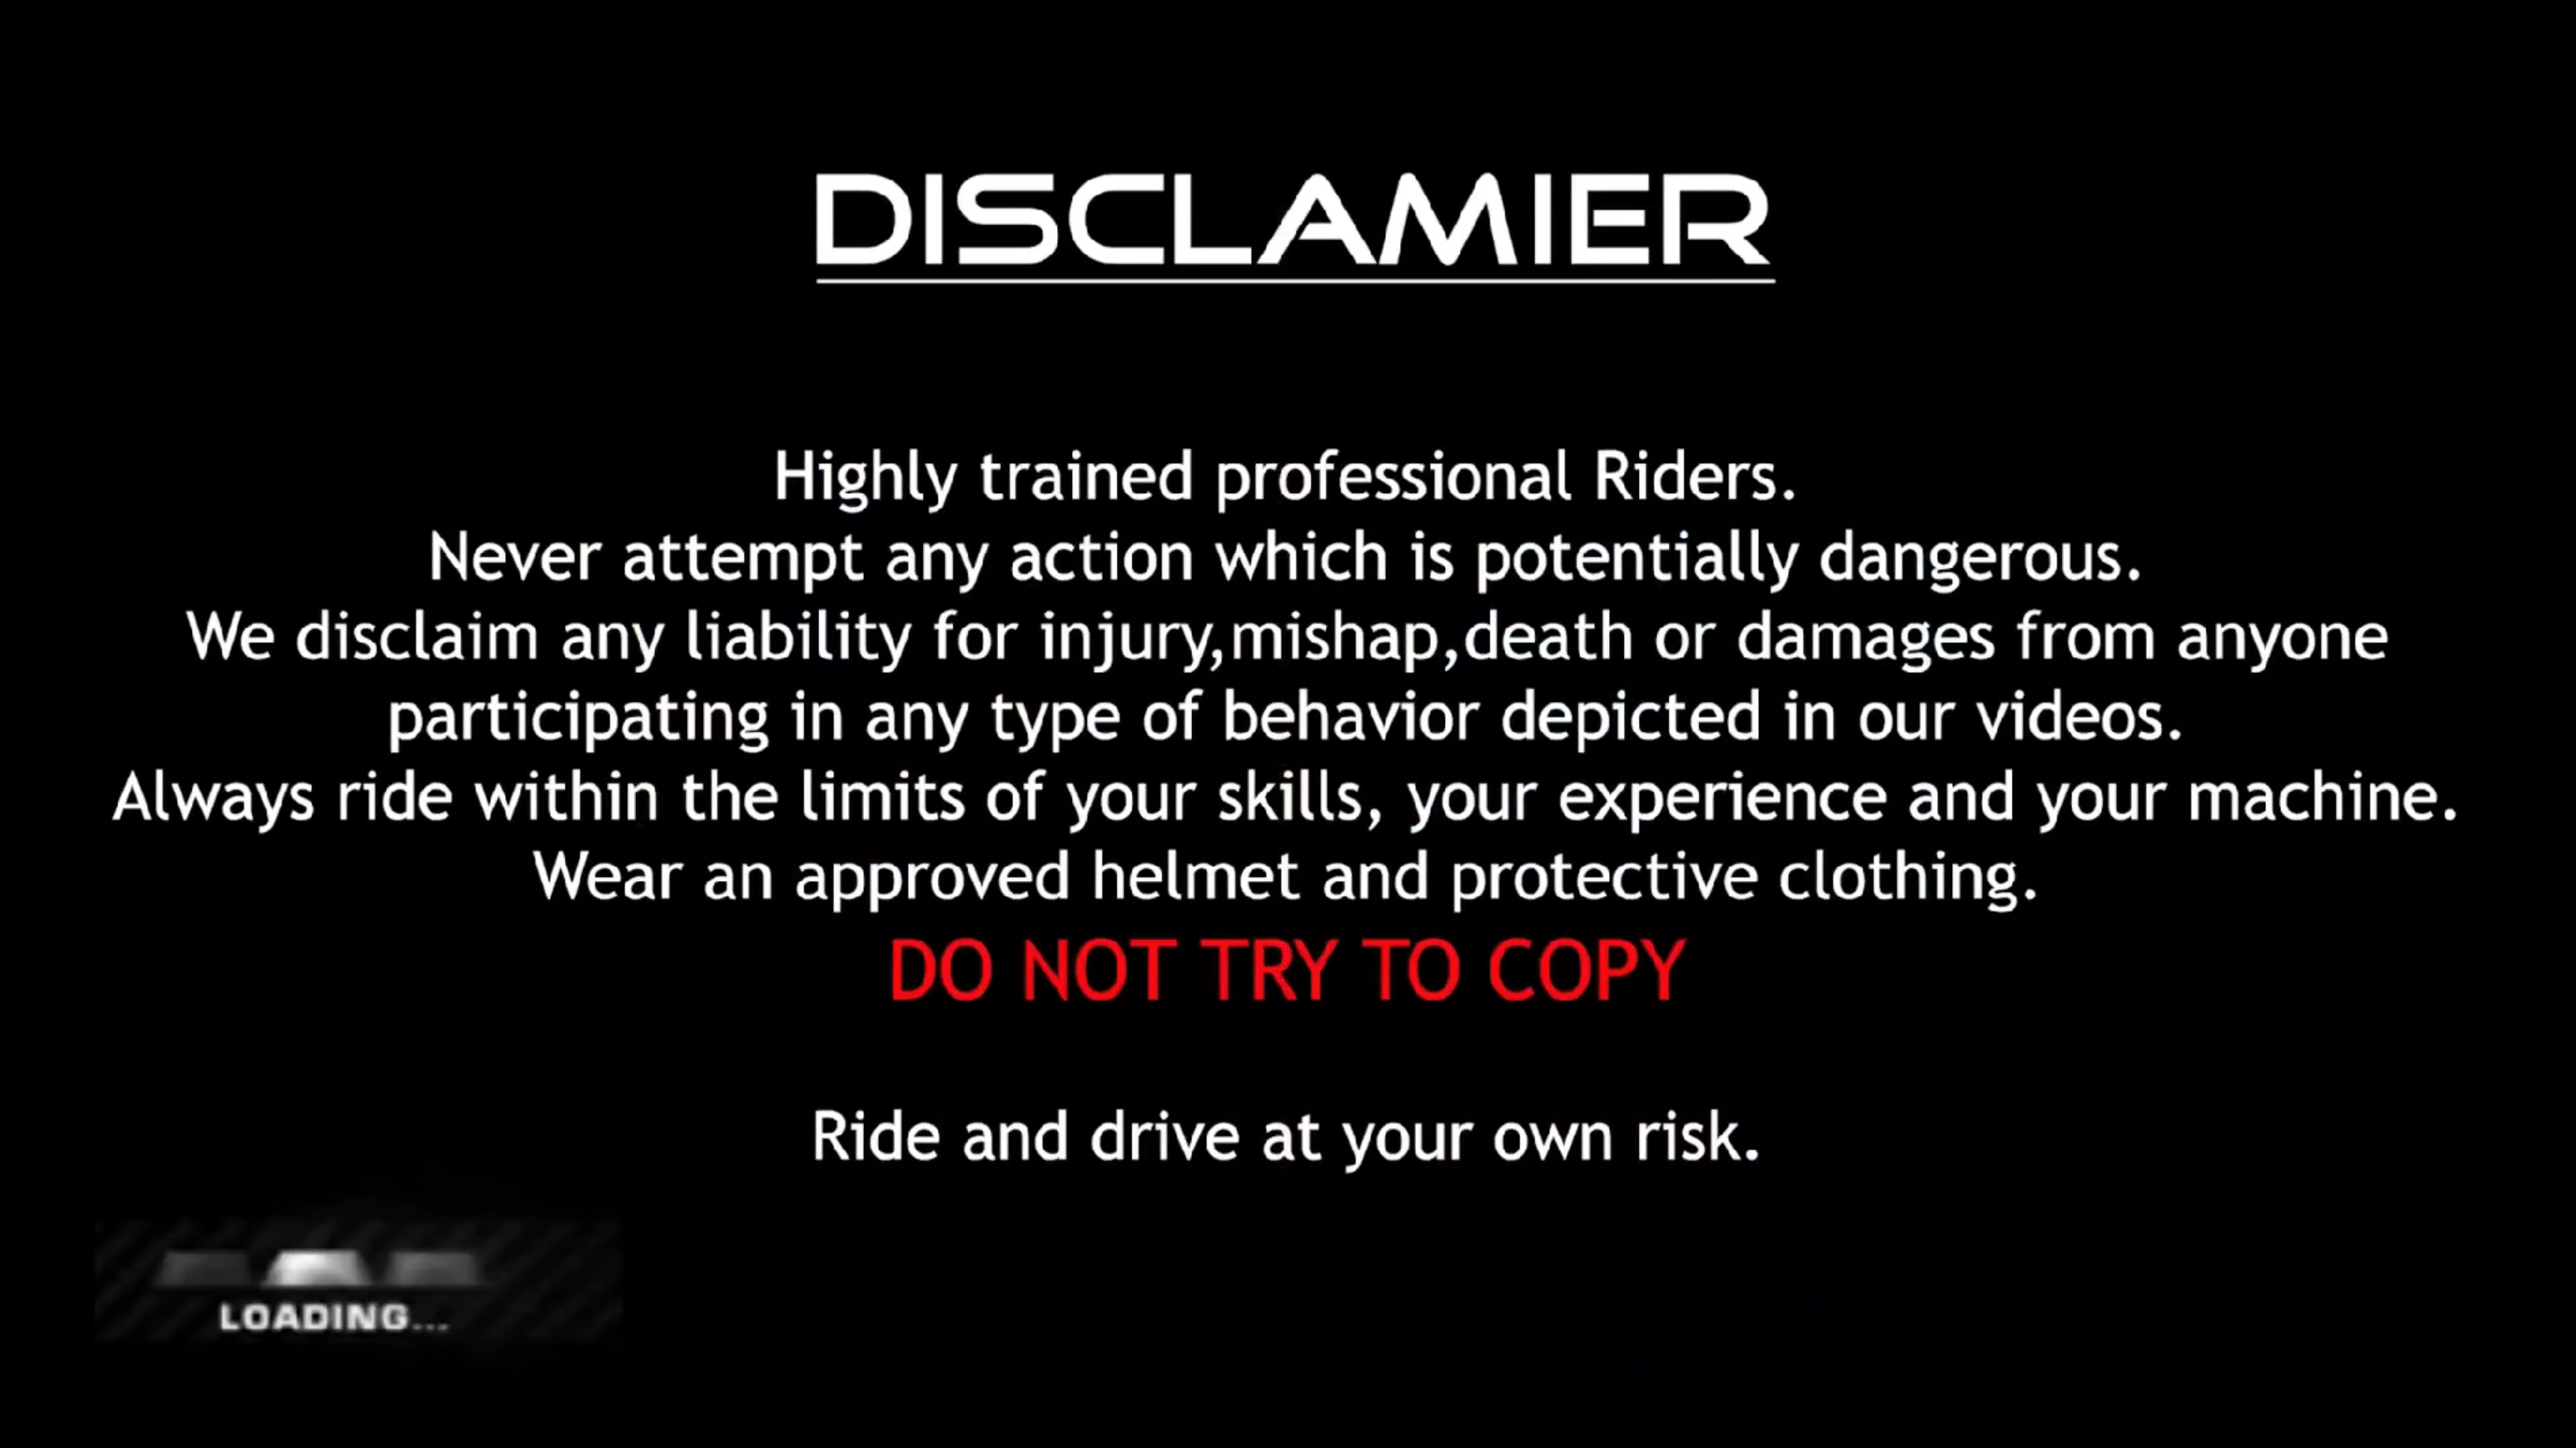 DISCLAMIER
Highly trained professional Riders.
Never attempt any action which is potentially dangerous.
We disclaim any liability for injury,mishap,death or damages from anyone
participating in any type of behavior depicted in our videos.
Always ride within the limits of your skills, your experience and your machine.
Wear an approved helmet and protective clothing.
DO NOT TRY TO COPY
Ride and drive at your own risk.
LOADING...